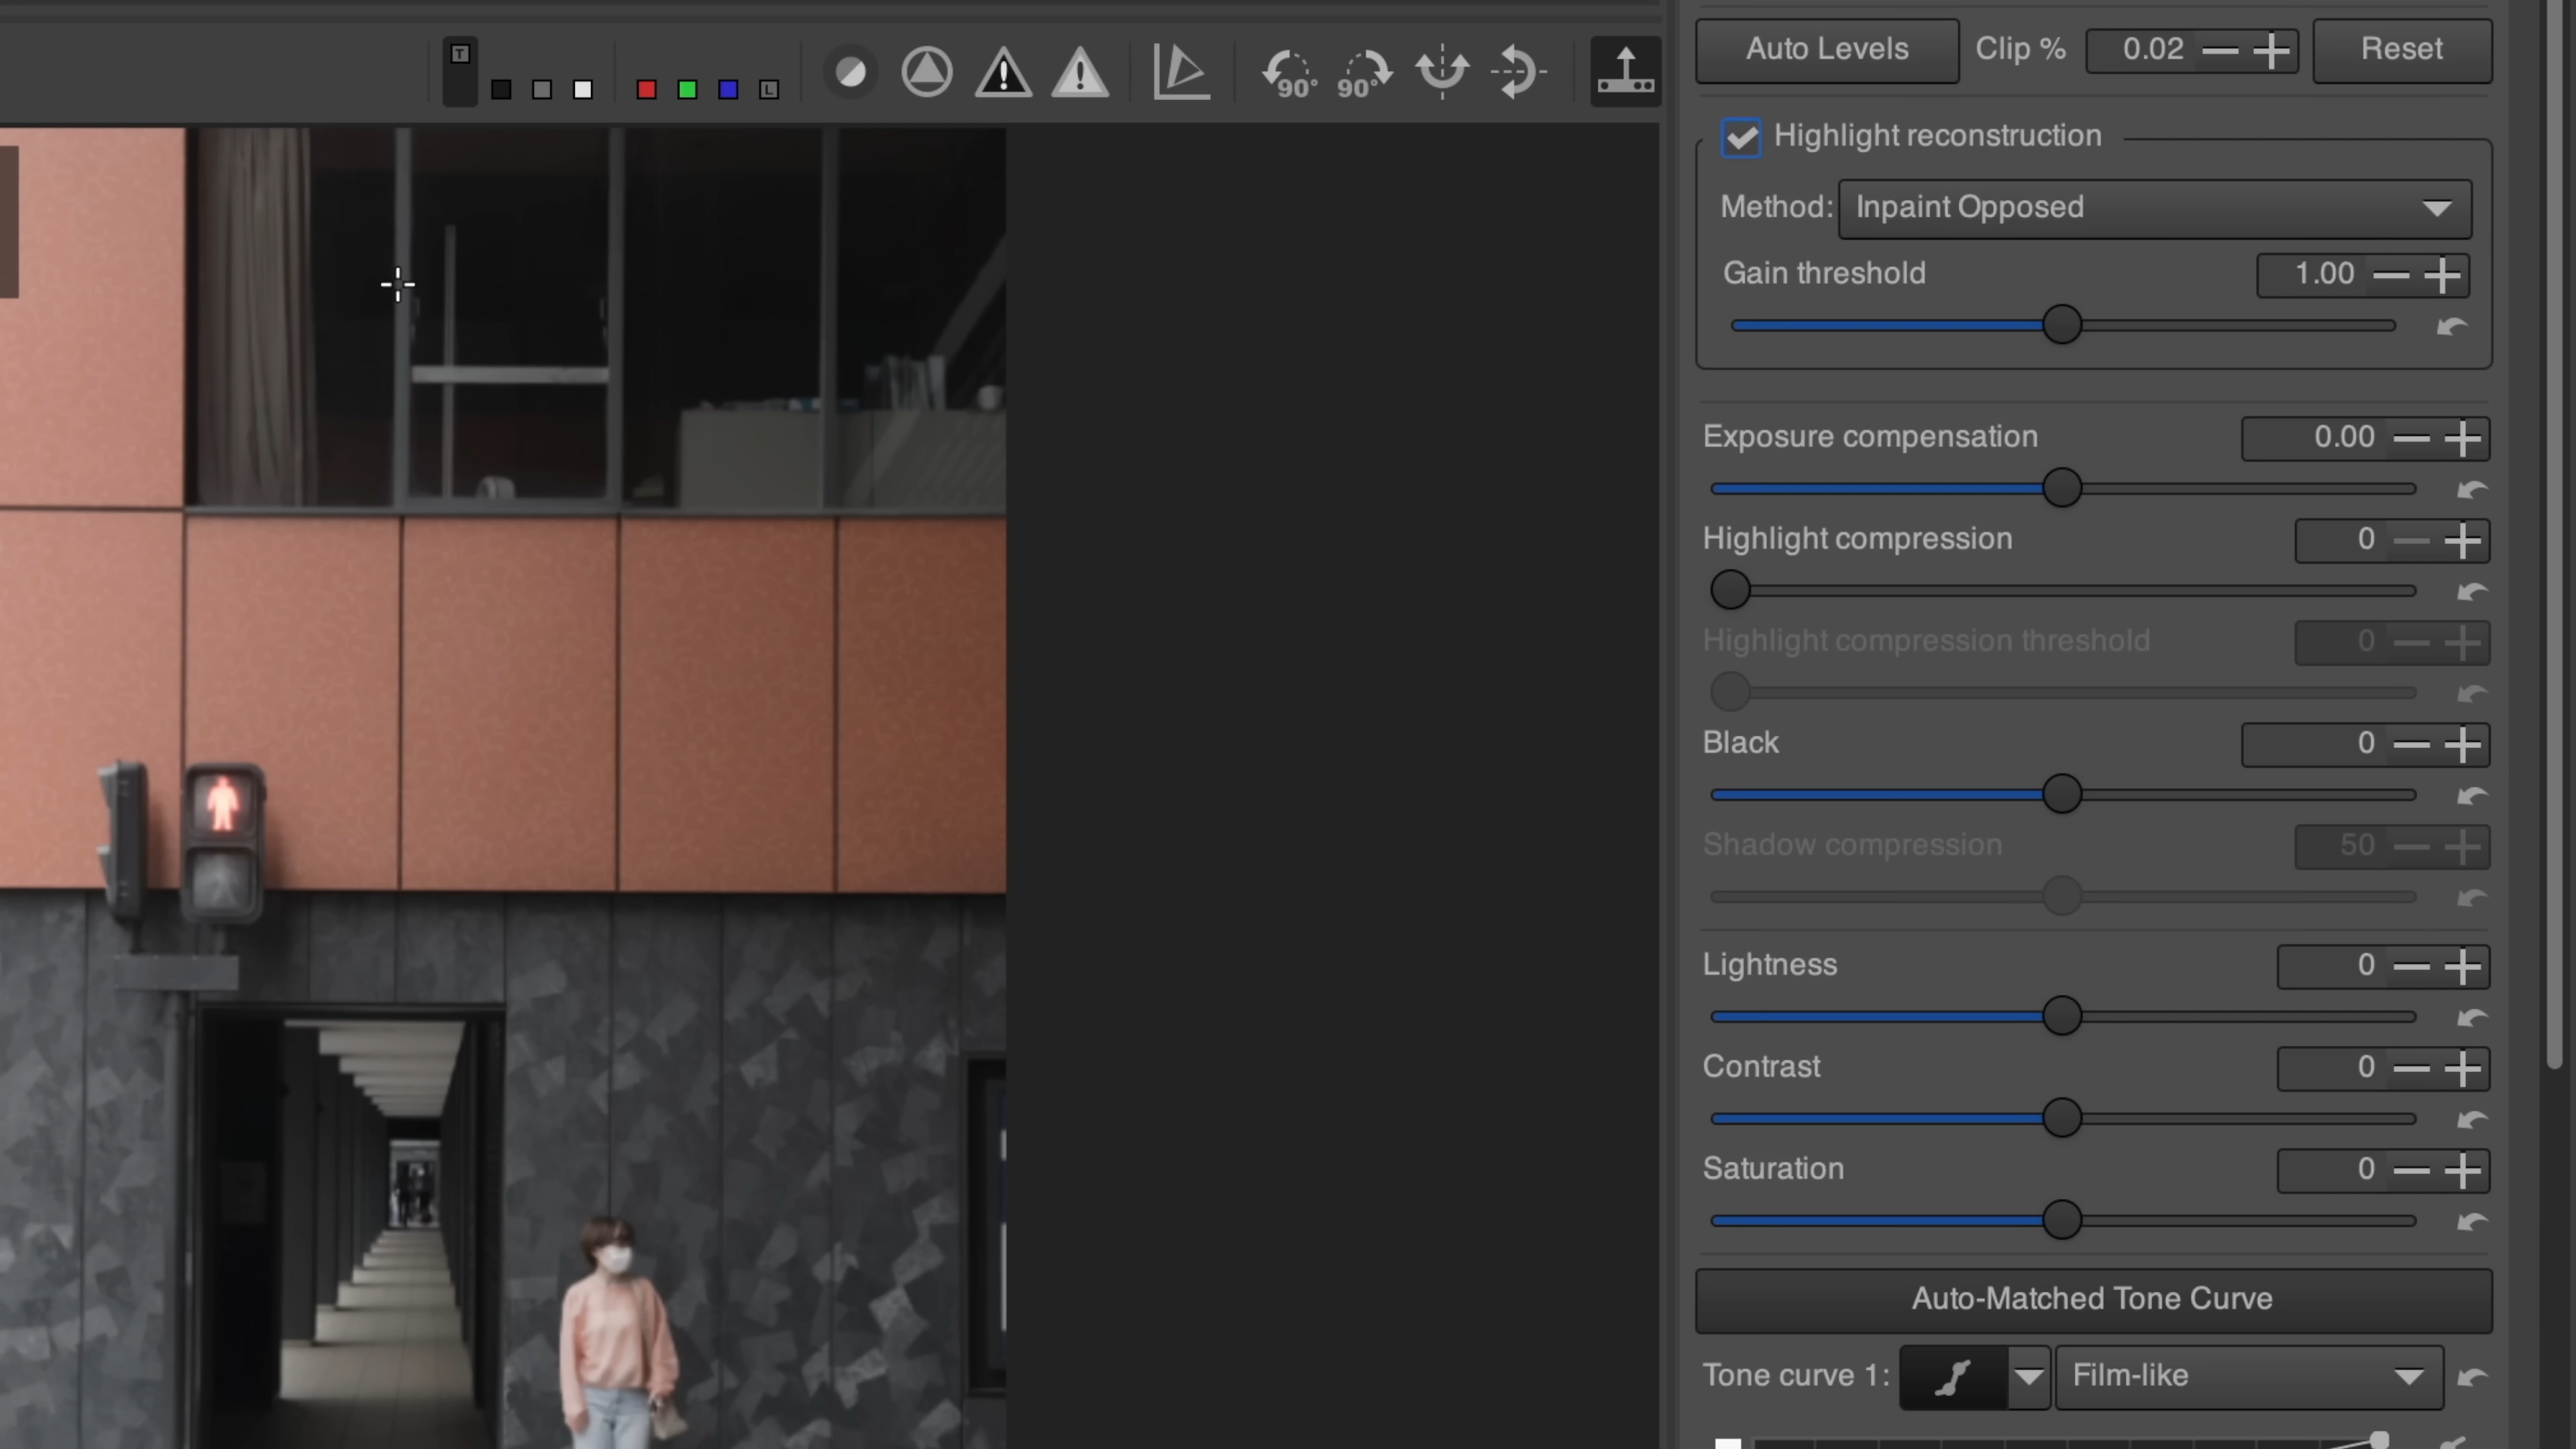 T
L
90°
90°
Auto Levels Clip % 0.02 Reset
Highlight reconstruction
Method: Inpaint Opposed
Gain threshold 1.00
Exposure compensation 0.00
Highlight compression 0
Highlight compression threshold 0
Black 0
Shadow compression 50
Lightness 0
Contrast 0
Saturation 0
Auto-Matched Tone Curve
Tone curve 1: Film-like